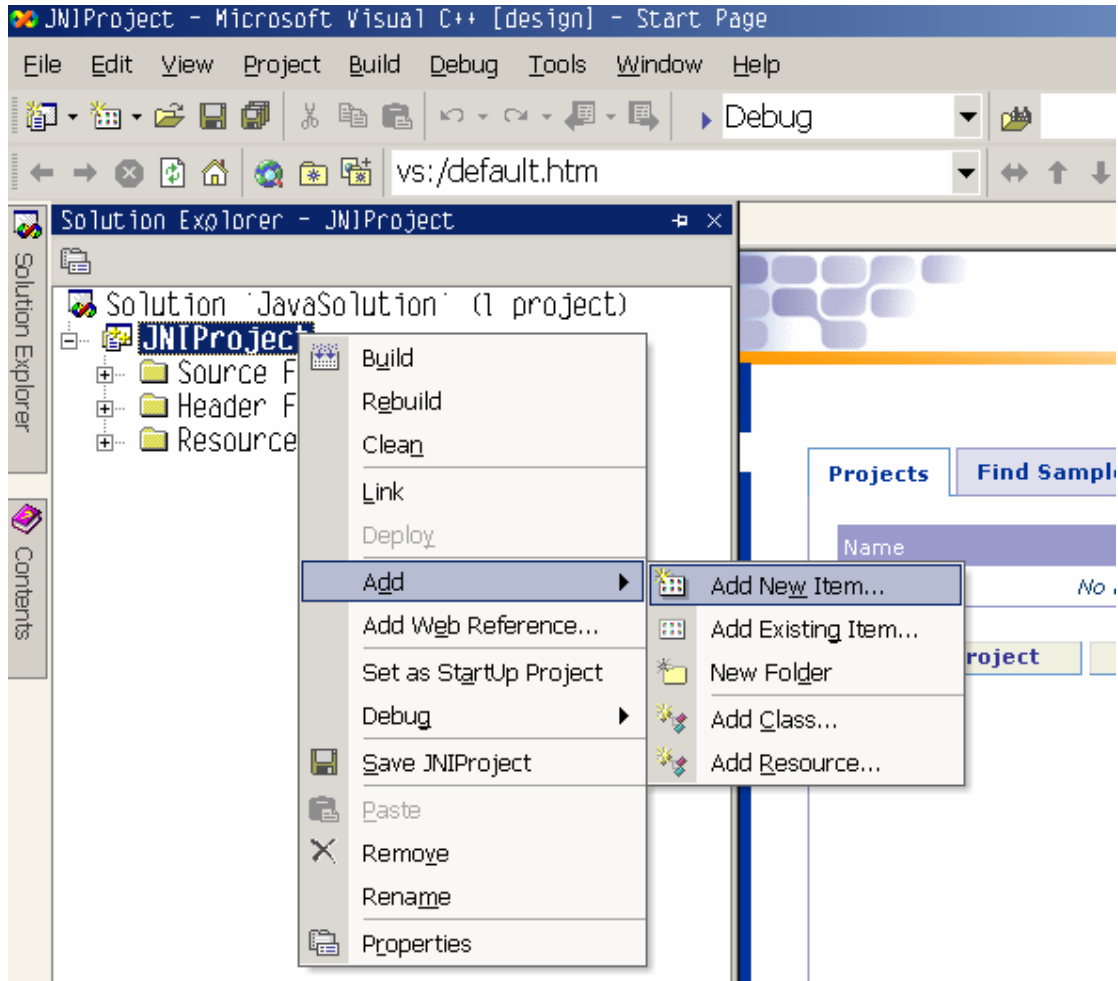 JNIProject - Microsoft Visual C++ [design] - Start Page
File Edit View Project Build Debug Tools Window Help
Debug
vs:/default.htm
Solution Explorer - JNIProject
Solution Explorer
Contents
Solution 'JavaSolution' (1 project)
JNIProject
Source F
Header F
Resource
Build
Rebuild
Clean
Link
Deploy
Add
Add Web Reference...
Set as StartUp Project
Debug
Save JNIProject
Paste
Remove
Rename
Properties
Add New Item...
Add Existing Item...
New Folder
Add Class...
Add Resource...
Projects Find Sample
Name
No
roject